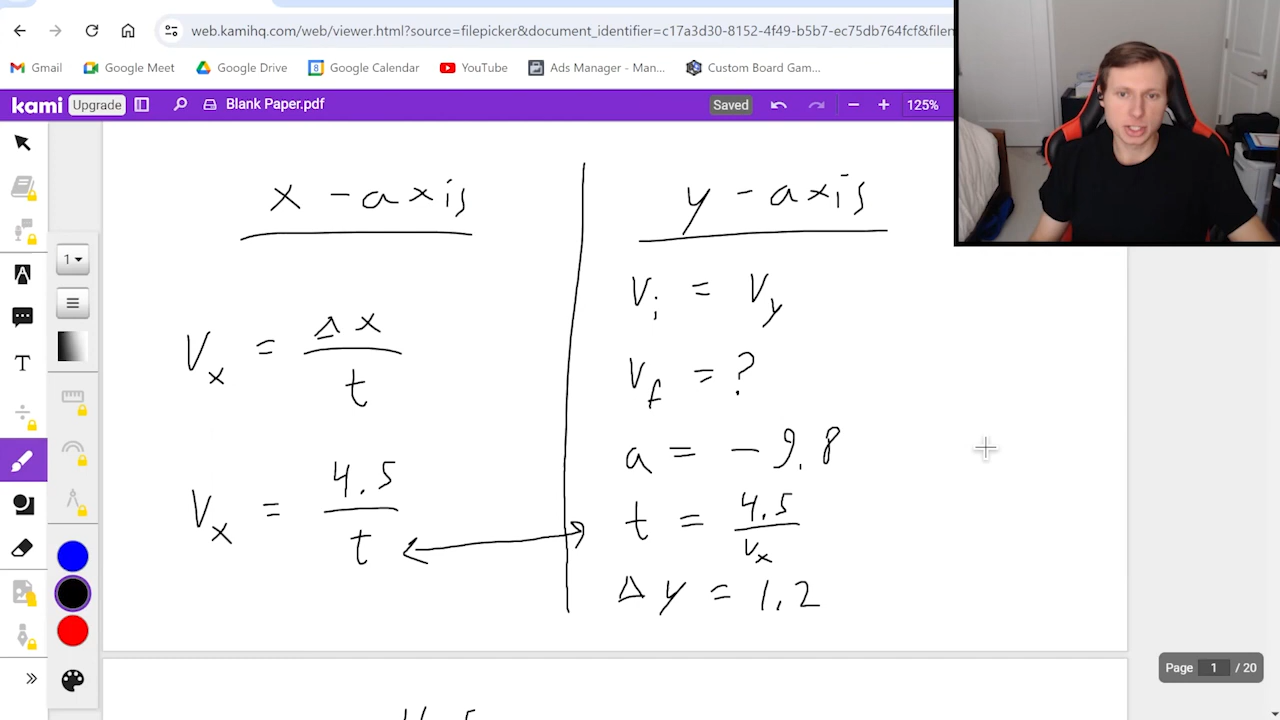 web.kamihq.com/web/viewer.html?source=filepicker&document_identifier=c17a3d30-8152-4f49-b5b7-ec75db764fcf&filen
Gmail Google Meet Google Drive 8 Google Calendar YouTube Ads Manager - Man... Custom Board Gam...
kami Upgrade Blank Paper.pdf Saved 125%
A
T
1
x - axis
Vx = Δx / t
Vx = 4.5 / t
y - axis
Vi = Vy
Vf = ?
a = -9.8
t = 4.5 / Vx
Δy = 1.2
Page 1 / 20